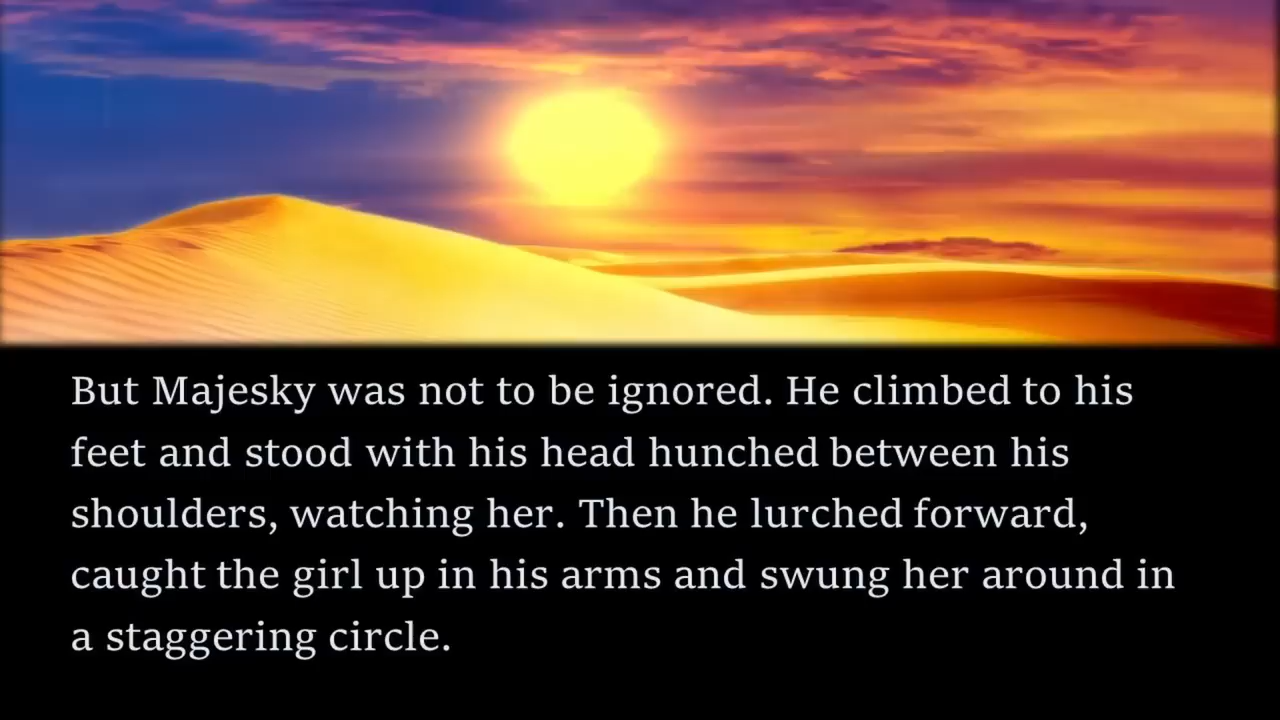 But Majesky was not to be ignored. He climbed to his
feet and stood with his head hunched between his
shoulders, watching her. Then he lurched forward,
caught the girl up in his arms and swung her around in
a staggering circle.